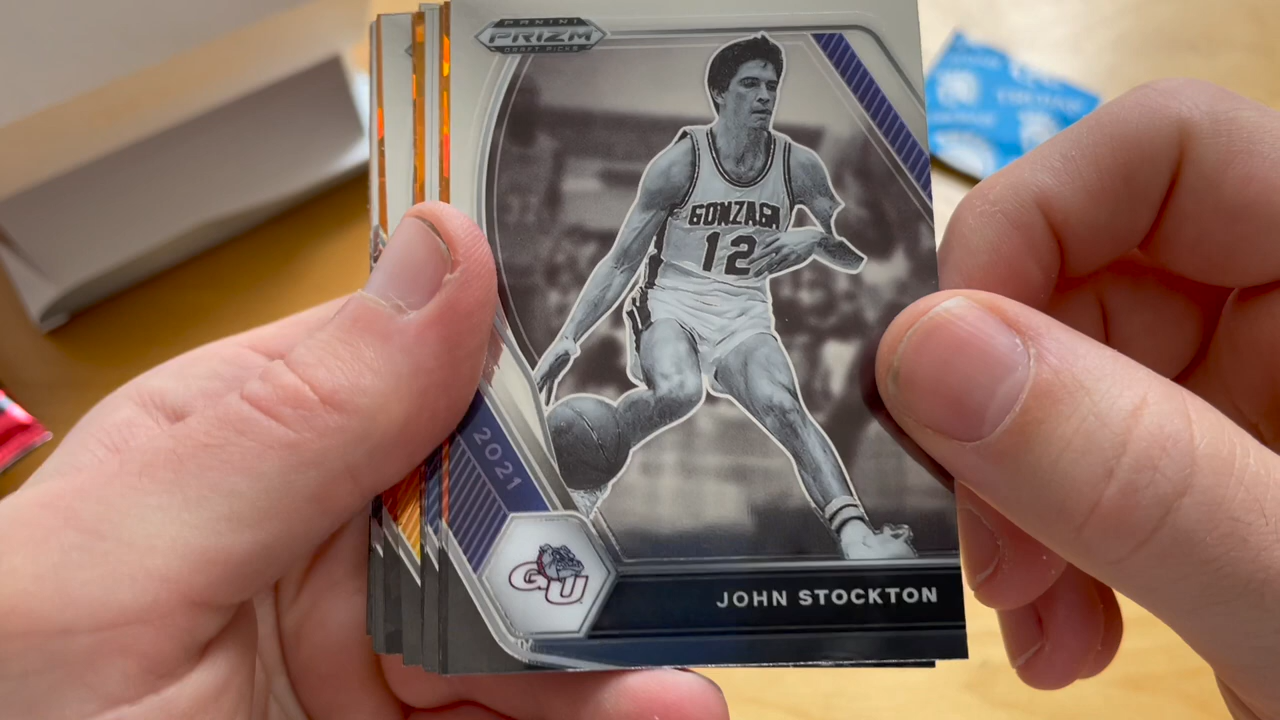 PANINI
PRIZM
DRAFT PICKS
GONZAGA
12
2021
GU
JOHN STOCKTON